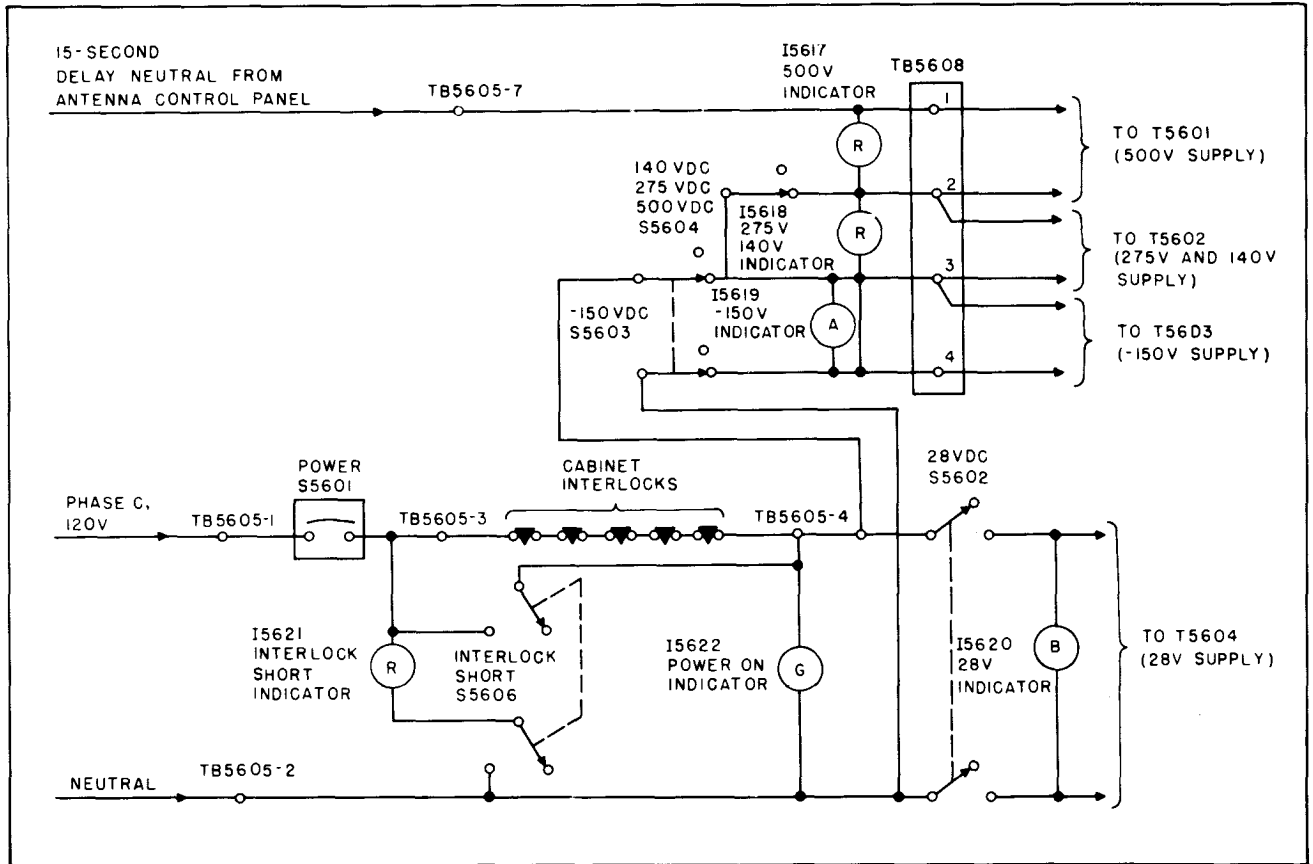 15-SECOND
DELAY NEUTRAL FROM
ANTENNA CONTROL PANEL
TB5605-7
I5617
500V
INDICATOR
TB5608
1
R
TO T5601
(500V SUPPLY)
140 VDC
275 VDC
500VDC
S5604
I5618
275V
140V
INDICATOR
2
R
TO T5602
(275V AND 140V
SUPPLY)
3
-150VDC
S5603
I5619
-150V
INDICATOR
A
TO T56D3
(-150V SUPPLY)
4
PHASE C,
120V
TB5605-1
POWER
S5601
TB5605-3
CABINET
INTERLOCKS
TB5605-4
28VDC
S5602
I5621
INTERLOCK
SHORT
INDICATOR
R
INTERLOCK
SHORT
S5606
I5622
POWER ON
INDICATOR
G
I5620
28V
INDICATOR
B
TO T5604
(28V SUPPLY)
NEUTRAL
TB5605-2